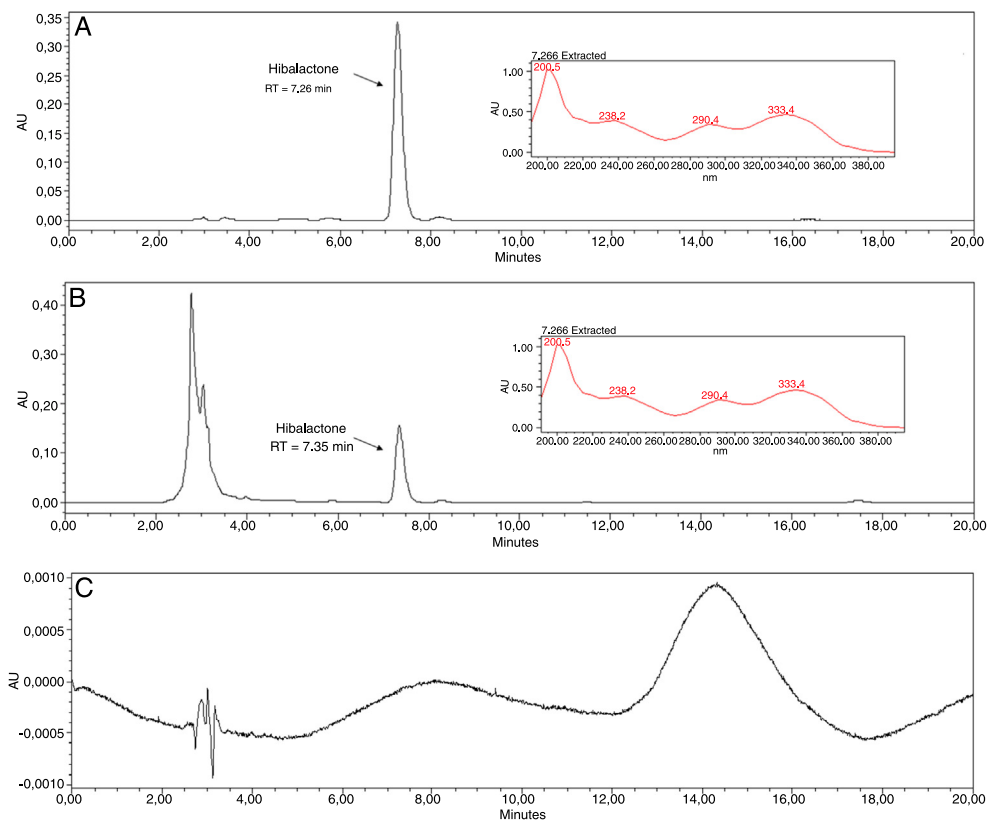 A
0,35
0,30
0,25
0,20
0,15
0,10
0,05
0,00
AU
Hibalactone
RT = 7.26 min
7.266 Extracted
200.5
238.2
290.4
333.4
1.00
0.50
0.00
AU
200.00 220.00 240.00 260.00 280.00 300.00 320.00 340.00 360.00 380.00
nm
0,00 2,00 4,00 6,00 8,00 10,00 12,00 14,00 16,00 18,00 20,00
Minutes
B
0,40
0,30
0,20
0,10
0,00
AU
Hibalactone
RT = 7.35 min
7.266 Extracted
200.5
238.2
290.4
333.4
1.00
0.50
0.00
AU
200.00 220.00 240.00 260.00 280.00 300.00 320.00 340.00 360.00 380.00
nm
0,00 2,00 4,00 6,00 8,00 10,00 12,00 14,00 16,00 18,00 20,00
Minutes
C
0,0010
0,0005
0,0000
-0,0005
-0,0010
AU
0,00 2,00 4,00 6,00 8,00 10,00 12,00 14,00 16,00 18,00 20,00
Minutes